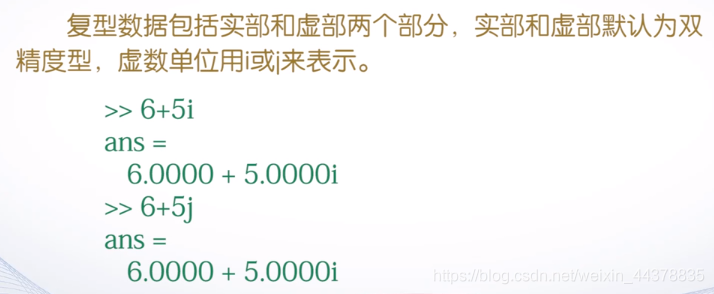 复型数据包括实部和虚部两个部分，实部和虚部默认为双
精度型，虚数单位用i或j来表示。
>> 6+5i
ans =
6.0000 + 5.0000i
>> 6+5j
ans =
6.0000 + 5.0000i
https://blog.csdn.net/weixin_44378835